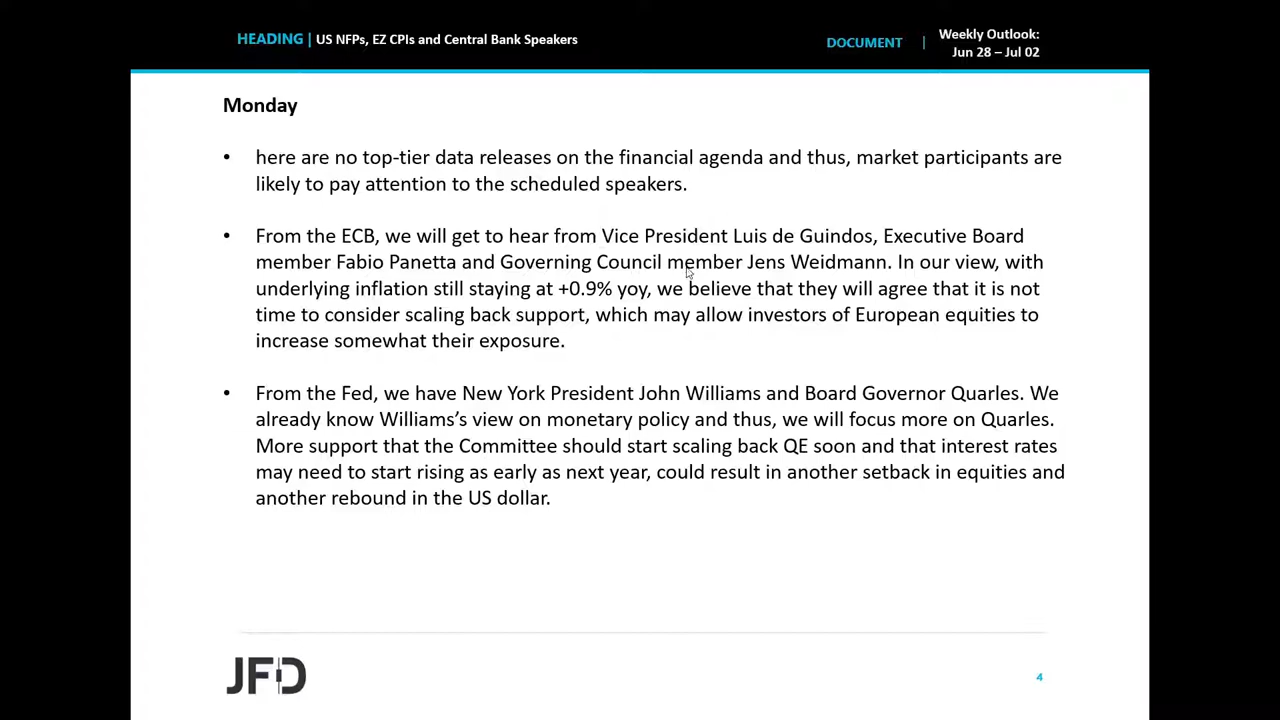 HEADING | US NFPs, EZ CPIs and Central Bank Speakers
DOCUMENT |
Weekly Outlook:
Jun 28 – Jul 02
Monday
• here are no top-tier data releases on the financial agenda and thus, market participants are
likely to pay attention to the scheduled speakers.
• From the ECB, we will get to hear from Vice President Luis de Guindos, Executive Board
member Fabio Panetta and Governing Council member Jens Weidmann. In our view, with
underlying inflation still staying at +0.9% yoy, we believe that they will agree that it is not
time to consider scaling back support, which may allow investors of European equities to
increase somewhat their exposure.
• From the Fed, we have New York President John Williams and Board Governor Quarles. We
already know Williams’s view on monetary policy and thus, we will focus more on Quarles.
More support that the Committee should start scaling back QE soon and that interest rates
may need to start rising as early as next year, could result in another setback in equities and
another rebound in the US dollar.
JFD
4